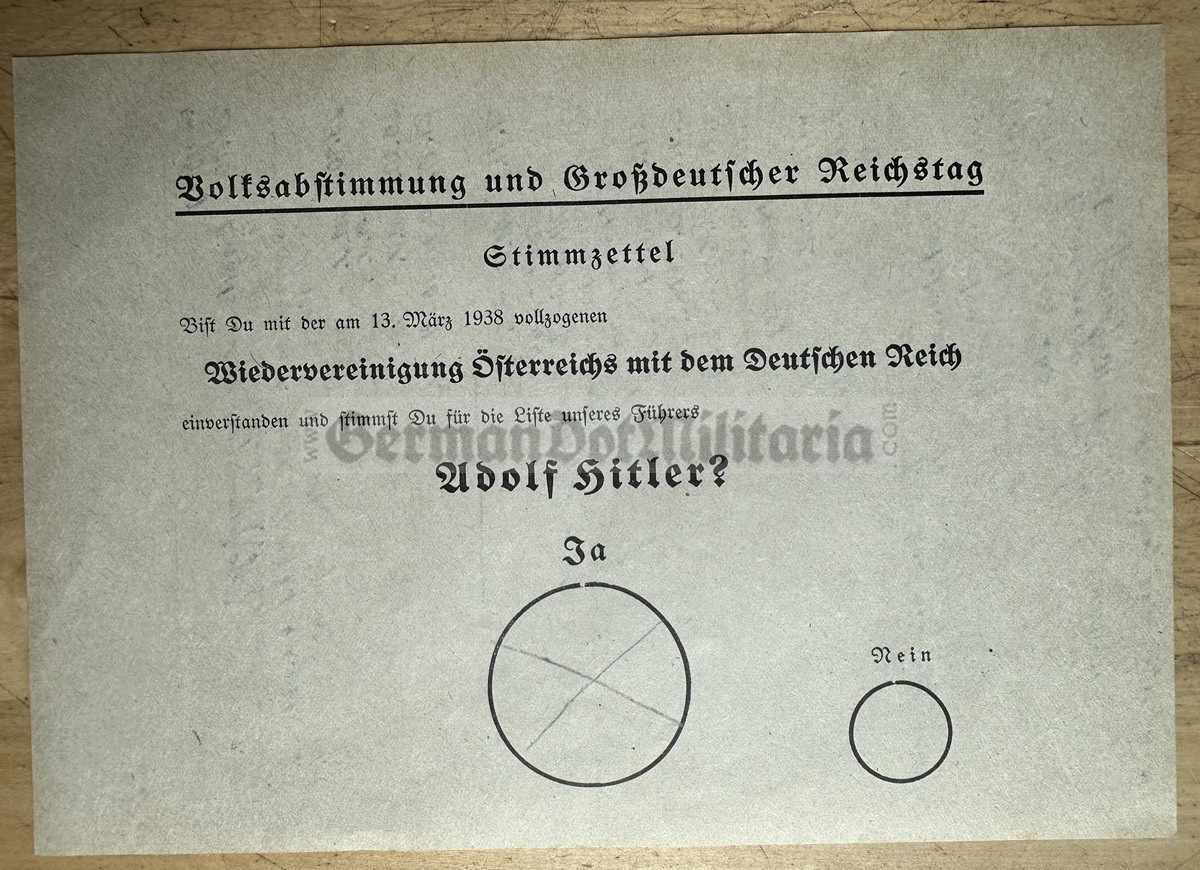 Volksabstimmung und Großdeutscher Reichstag
Stimmzettel
Bist Du mit der am 13. März 1938 vollzogenen
Wiedervereinigung Österreichs mit dem Deutschen Reich
einverstanden und stimmst Du für die Liste unseres Führers
www.GermanDotMilitaria.com
Adolf Hitler?
Ja
Nein